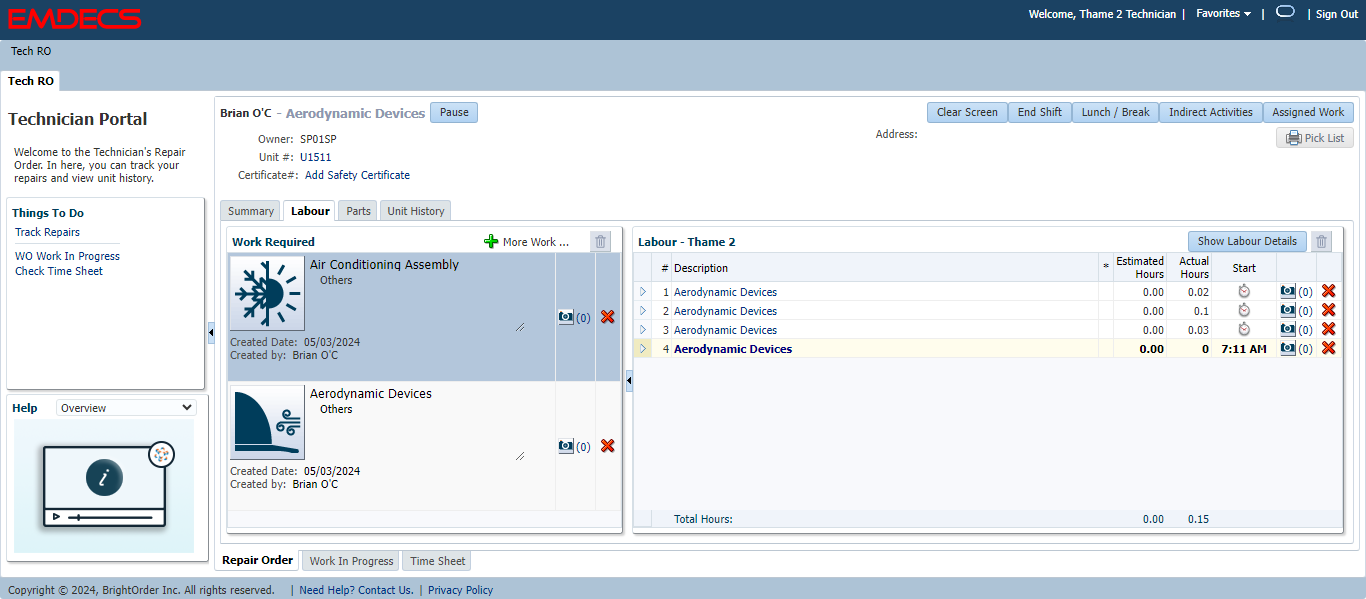 EMDECS
Welcome, Thame 2 Technician | Favorites | | Sign Out
Tech RO
Tech RO
Technician Portal
Welcome to the Technician's Repair
Order. In here, you can track your
repairs and view unit history.
Things To Do
Track Repairs
WO Work In Progress
Check Time Sheet
Help Overview
Brian O'C - Aerodynamic Devices Pause
Clear Screen End Shift Lunch / Break Indirect Activities Assigned Work
Owner: SP01SP
Address:
Pick List
Unit #: U1511
Certificate#: Add Safety Certificate
Summary Labour Parts Unit History
Work Required More Work ...
Air Conditioning Assembly
Others
(0)
Created Date: 05/03/2024
Created by: Brian O'C
Aerodynamic Devices
Others
(0)
Created Date: 05/03/2024
Created by: Brian O'C
Labour - Thame 2 Show Labour Details
# Description * Estimated Hours Actual Hours Start
1 Aerodynamic Devices 0.00 0.02 (0)
2 Aerodynamic Devices 0.00 0.1 (0)
3 Aerodynamic Devices 0.00 0.03 (0)
4 Aerodynamic Devices 0.00 0 7:11 AM (0)
Total Hours: 0.00 0.15
Repair Order Work In Progress Time Sheet
Copyright © 2024, BrightOrder Inc. All rights reserved. | Need Help? Contact Us. | Privacy Policy